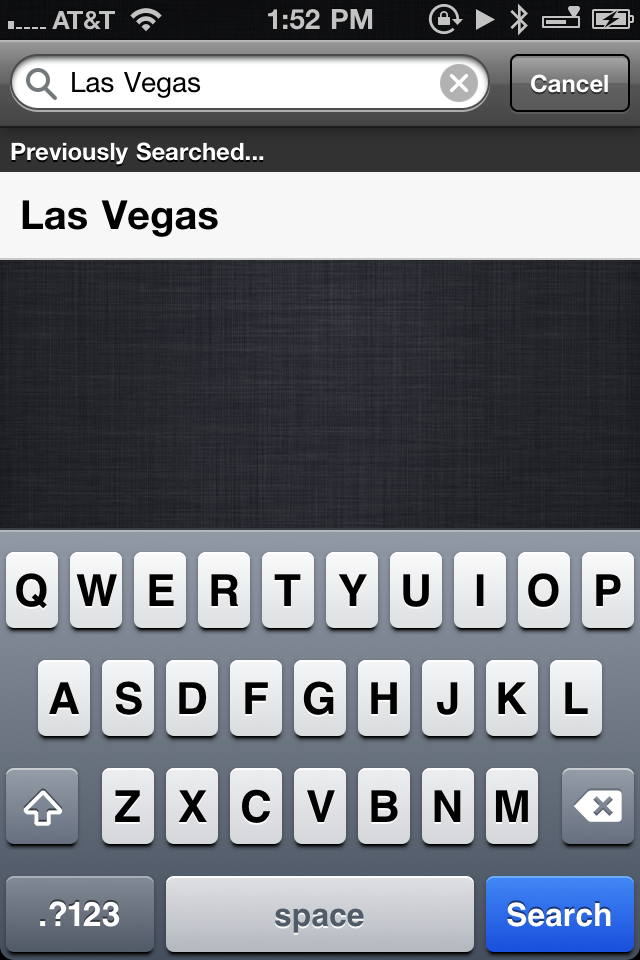 AT&T 1:52 PM
Las Vegas Cancel
Previously Searched...
Las Vegas
Q W E R T Y U I O P
A S D F G H J K L
Z X C V B N M
.?123 space Search